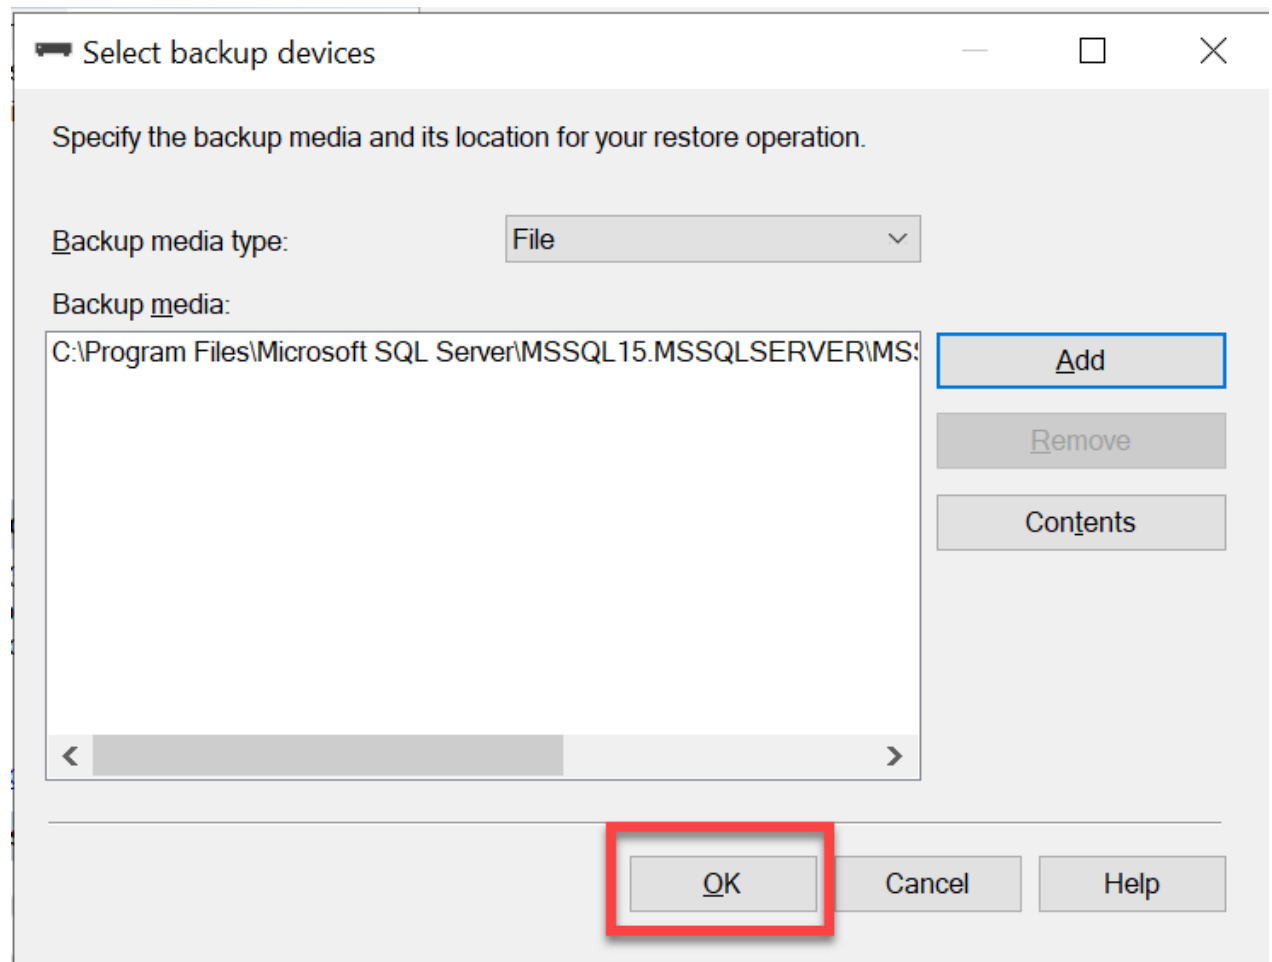 Select backup devices
Specify the backup media and its location for your restore operation.
Backup media type:
File
Backup media:
C:\Program Files\Microsoft SQL Server\MSSQL15.MSSQLSERVER\MS
Add
Remove
Contents
OK
Cancel
Help